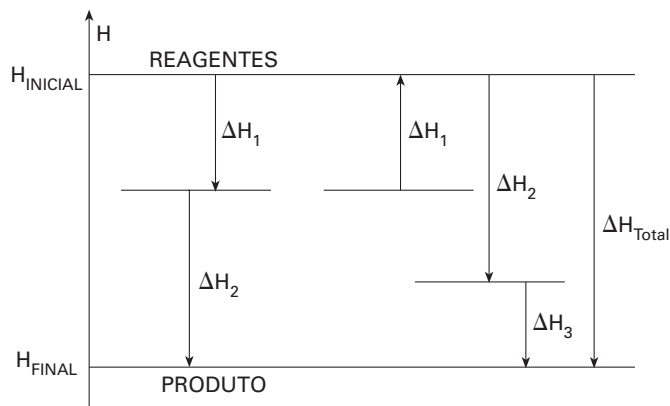 H
REAGENTES
H_INICIAL
ΔH₁
ΔH₁
ΔH₂
ΔH_Total
ΔH₂
ΔH₃
H_FINAL
PRODUTO